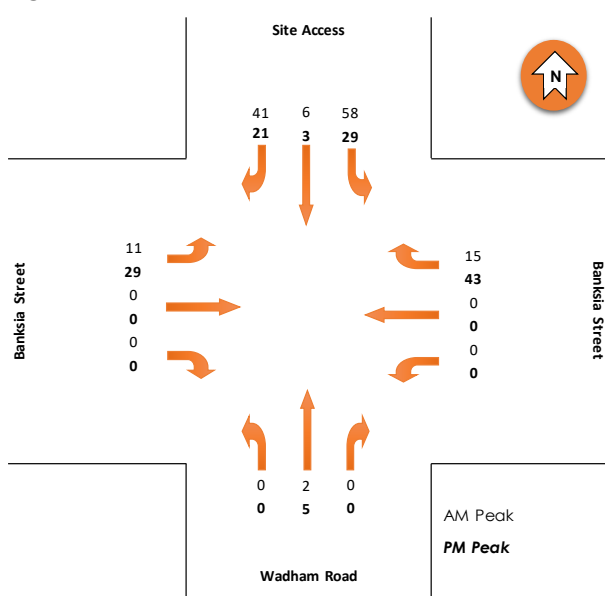 Site Access
N
41 6 58
21 3 29
11
29
0
0
0
0
15
43
0
0
0
0
Banksia Street
Banksia Street
0 2 0
0 5 0
AM Peak
PM Peak
Wadham Road